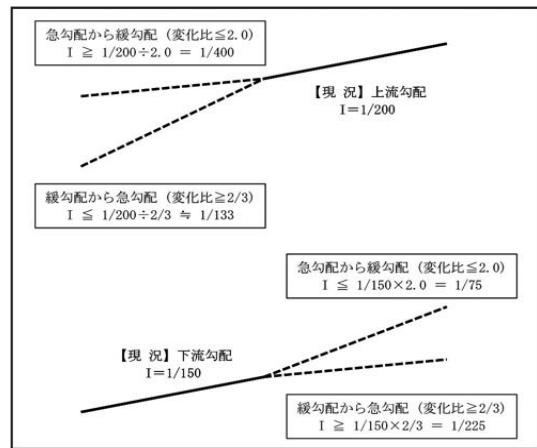 急勾配から緩勾配（変化比≦2.0）
I ≧ 1/200÷2.0 ＝ 1/400
【現 況】上流勾配
I＝1/200
緩勾配から急勾配（変化比≧2/3）
I ≦ 1/200÷2/3 ≒ 1/133
急勾配から緩勾配（変化比≦2.0）
I ≦ 1/150×2.0 ＝ 1/75
【現 況】下流勾配
I＝1/150
緩勾配から急勾配（変化比≧2/3）
I ≧ 1/150×2/3 ＝ 1/225